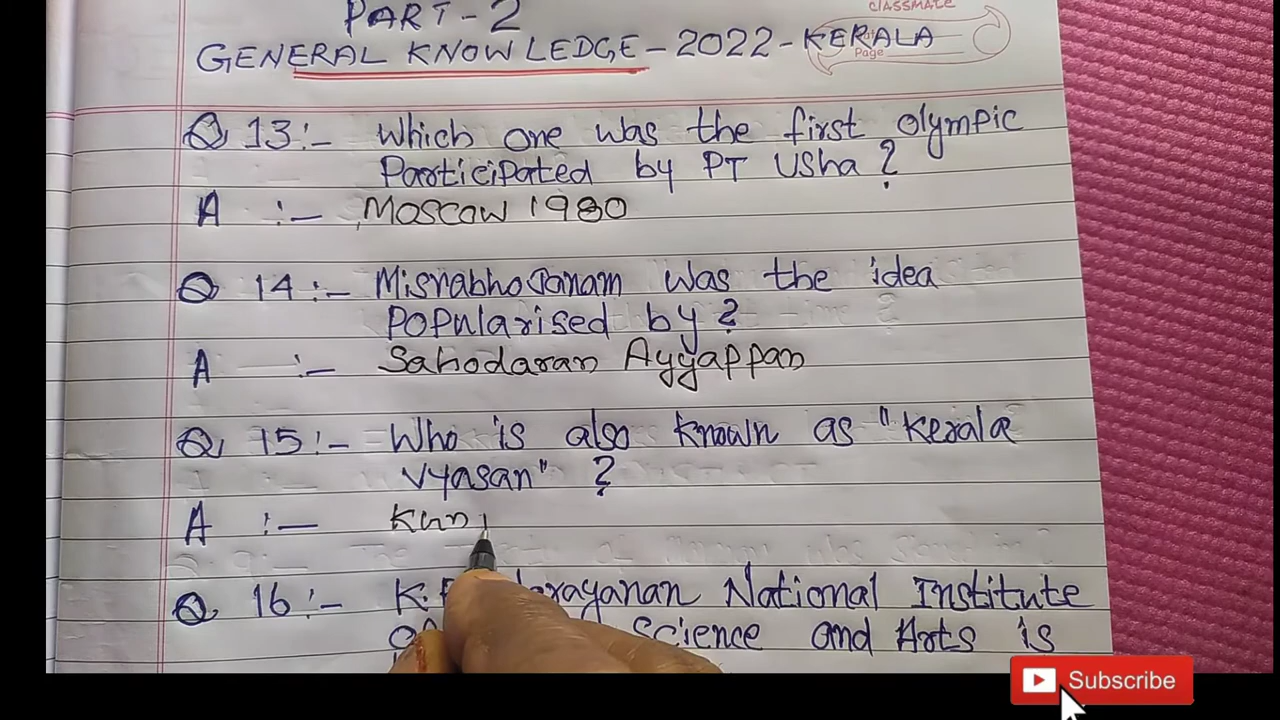 CLASSMATE
PART-2
GENERAL KNOWLEDGE-2022-KERALA
Page
Q 13:- Which one was the first olympic
Participated by PT Usha?
A :- Moscow 1980
Q 14:- Misrabhojanam was the idea
Popularised by?
A :- Sahodaran Ayyappan
Q 15:- Who is also known as "Kerala
Vyasan"?
A :- Kun
Q 16:- K. Narayanan National Institute
Science and Arts is
Subscribe